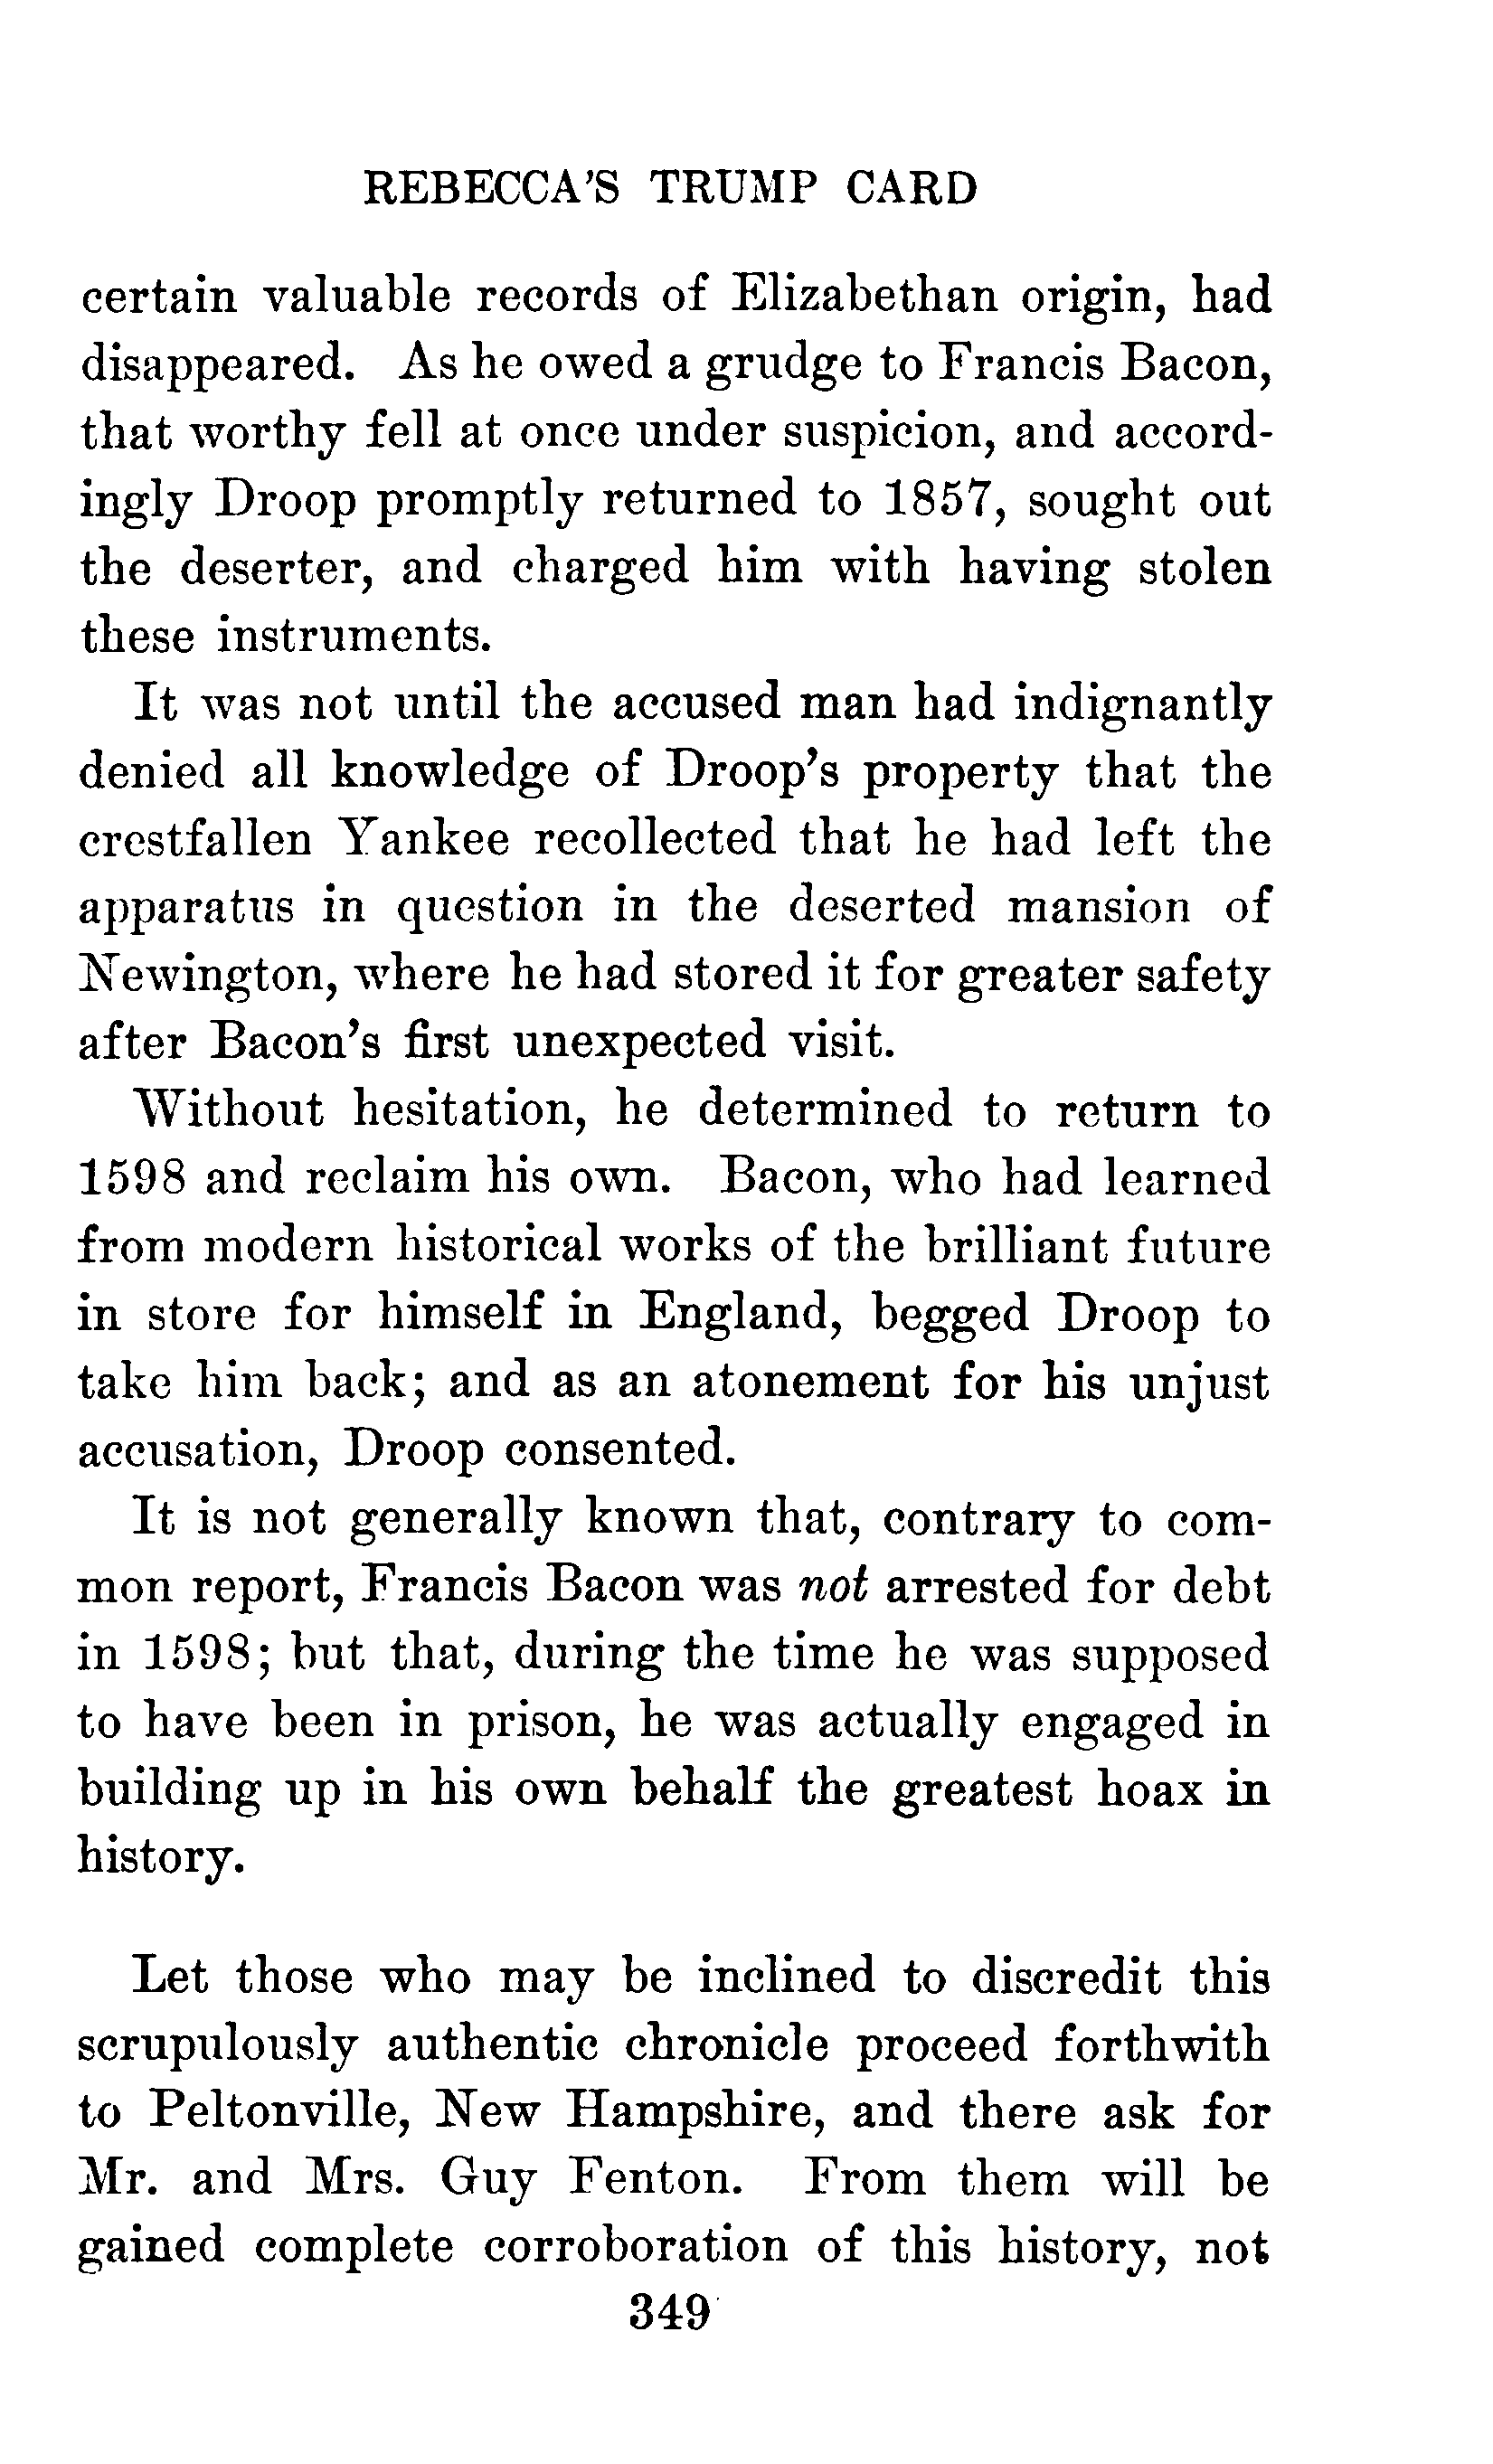 REBECCA'S TRUMP CARD
certain valuable records of Elizabethan origin, had
disappeared. As he owed a grudge to Francis Bacon,
that worthy fell at once under suspicion, and accord-
ingly Droop promptly returned to 1857, sought out
the deserter, and charged him with having stolen
these instruments.
It was not until the accused man had indignantly
denied all knowledge of Droop's property that the
crestfallen Yankee recollected that he had left the
apparatus in question in the deserted mansion of
Newington, where he had stored it for greater safety
after Bacon's first unexpected visit.
Without hesitation, he determined to return to
1598 and reclaim his own. Bacon, who had learned
from modern historical works of the brilliant future
in store for himself in England, begged Droop to
take him back; and as an atonement for his unjust
accusation, Droop consented.
It is not generally known that, contrary to com-
mon report, Francis Bacon was not arrested for debt
in 1598; but that, during the time he was supposed
to have been in prison, he was actually engaged in
building up in his own behalf the greatest hoax in
history.
Let those who may be inclined to discredit this
scrupulously authentic chronicle proceed forthwith
to Peltonville, New Hampshire, and there ask for
Mr. and Mrs. Guy Fenton. From them will be
gained complete corroboration of this history, not
349